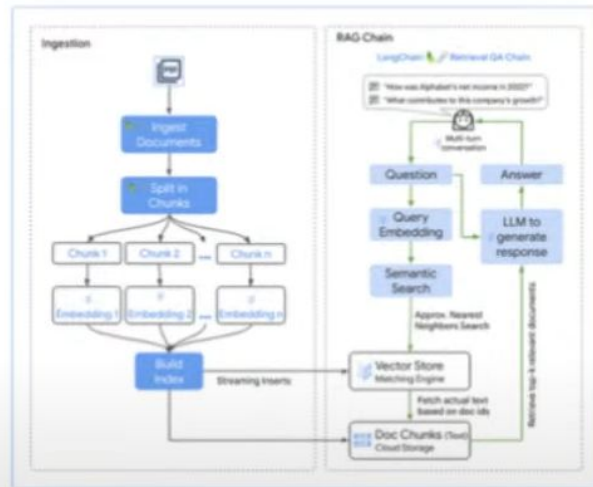 Ingestion
PDF
Ingest
Documents
Split in
Chunks
Chunk 1
Chunk 2
...
Chunk n
Embedding 1
Embedding 2
...
Embedding n
Build
Index
Streaming Inserts
RAG Chain
LangChain Retrieval QA Chain
"How was Alphabet's net income in 2022?"
"What contributes to this company's growth?"
Multi-turn
conversation
Question
Answer
Query
Embedding
LLM to
generate
response
Semantic
Search
Approx. Nearest
Neighbors Search
Vector Store
Matching Engine
Fetch actual text
based on doc ids
Doc Chunks (Text)
Cloud Storage
Retrieve top-k relevant documents